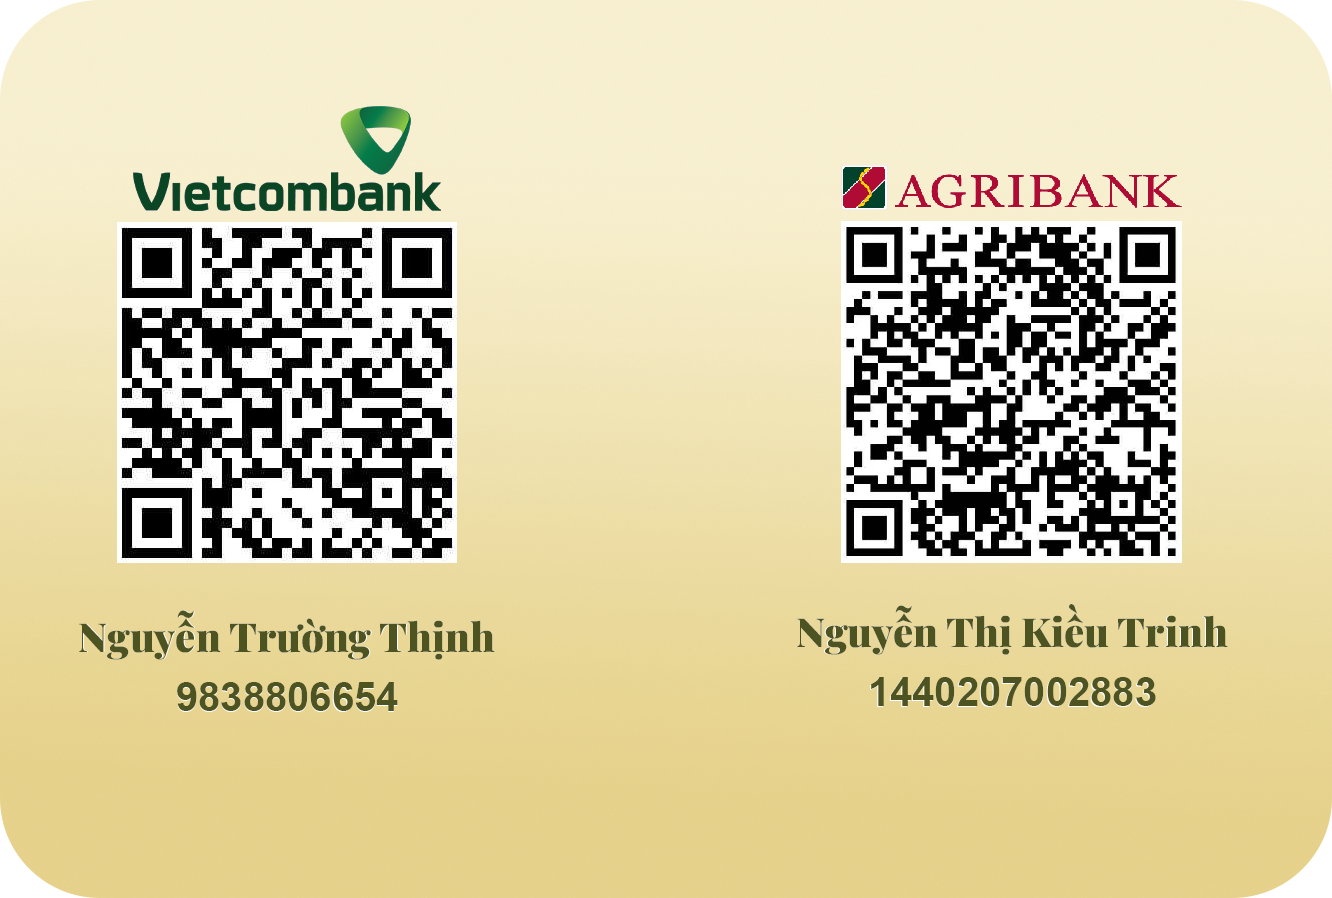 Vietcombank
Nguyễn Trường Thịnh
9838806654
AGRIBANK
Nguyễn Thị Kiều Trinh
1440207002883